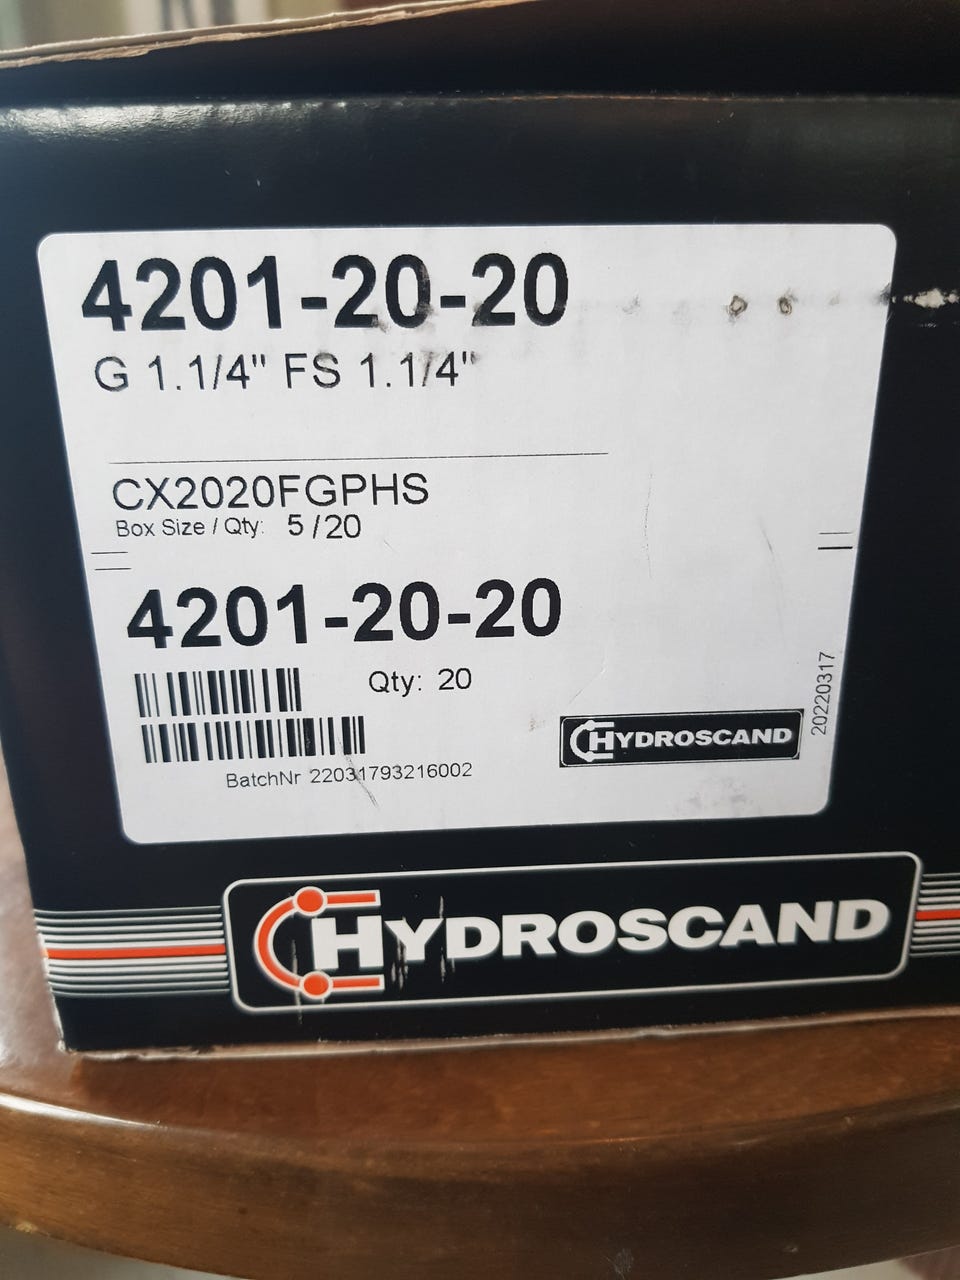 4201-20-20
G 1.1/4" FS 1.1/4"
CX2020FGPHS
Box Size / Qty: 5/20
4201-20-20
Qty: 20
HYDROSCAND
20220317
BatchNr 22031793216002
HYDROSCAND